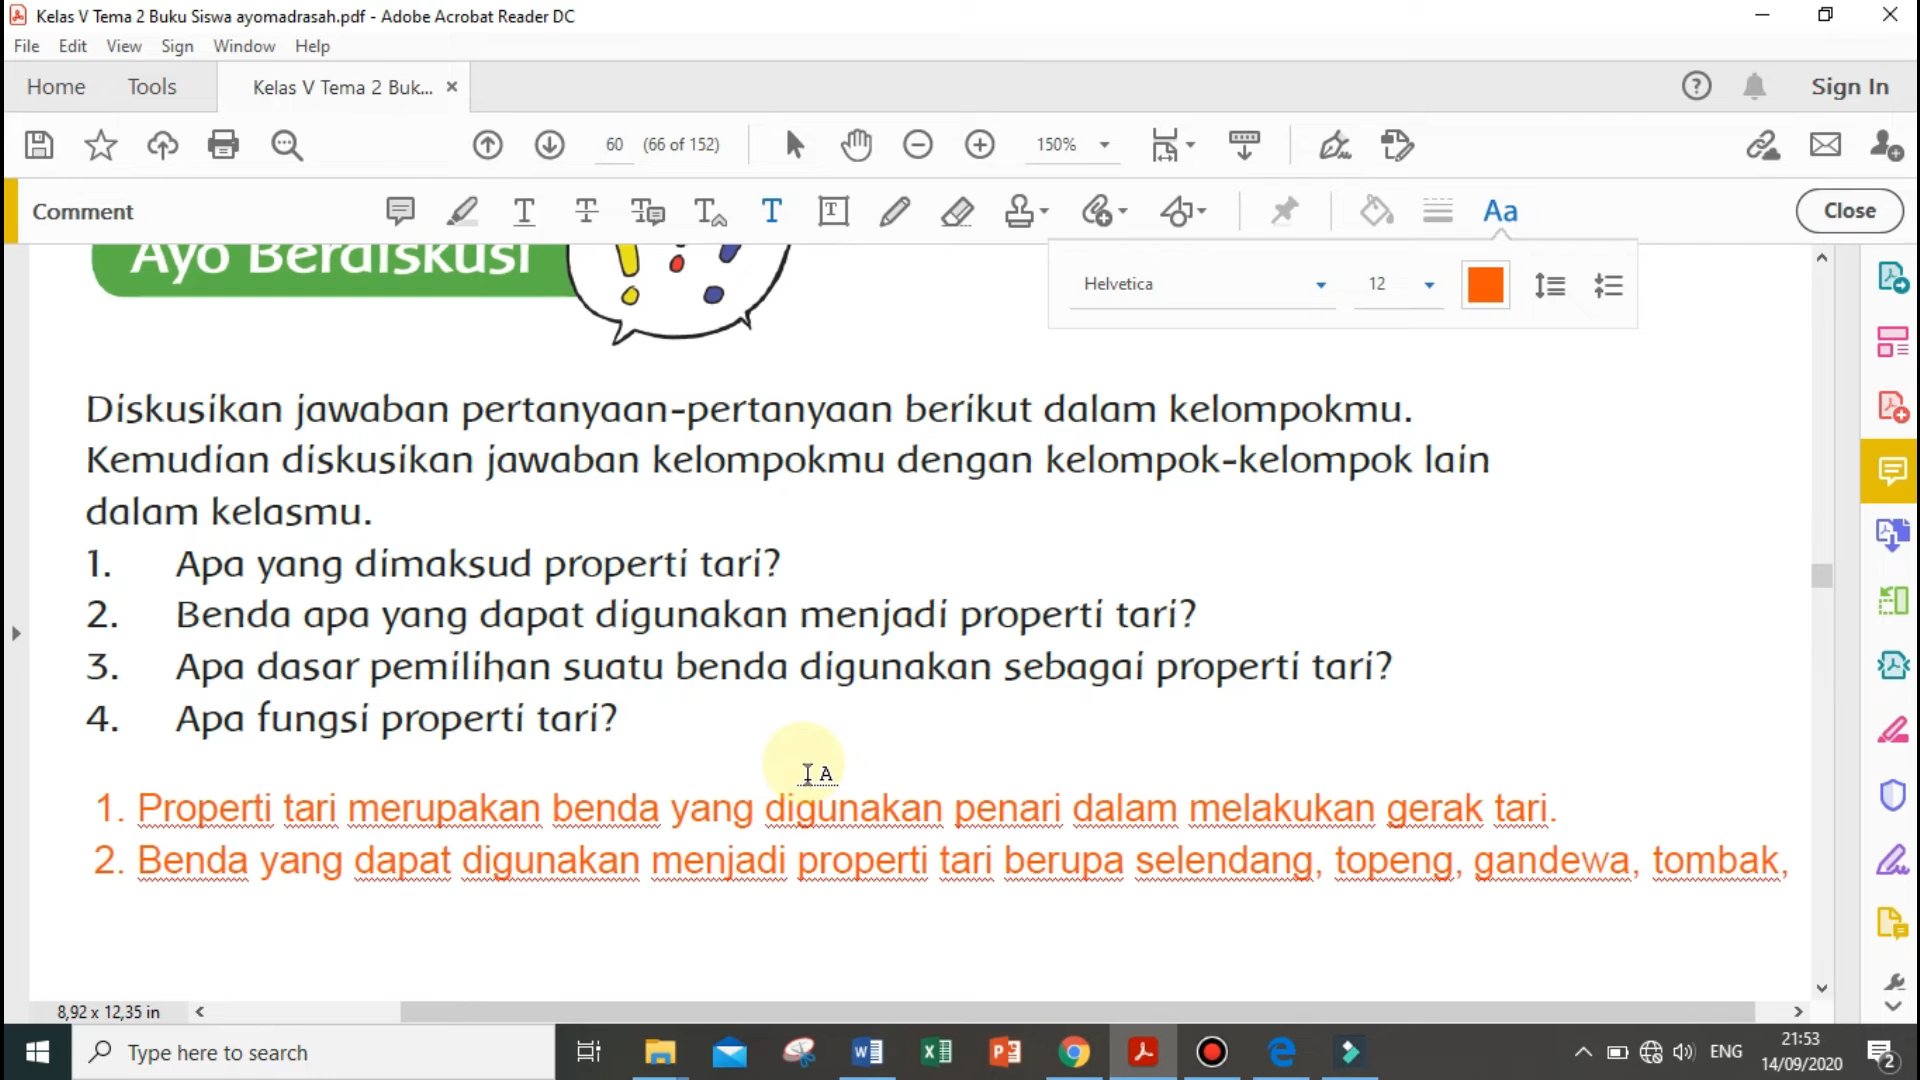 Kelas V Tema 2 Buku Siswa ayomadrasah.pdf - Adobe Acrobat Reader DC
File Edit View Sign Window Help
Home Tools Kelas V Tema 2 Buk... × Sign In
60 (66 of 152) 150%
Comment Aa Close
Helvetica 12
Ayo Berdiskusi
Diskusikan jawaban pertanyaan-pertanyaan berikut dalam kelompokmu.
Kemudian diskusikan jawaban kelompokmu dengan kelompok-kelompok lain
dalam kelasmu.
1. Apa yang dimaksud properti tari?
2. Benda apa yang dapat digunakan menjadi properti tari?
3. Apa dasar pemilihan suatu benda digunakan sebagai properti tari?
4. Apa fungsi properti tari?
1. Properti tari merupakan benda yang digunakan penari dalam melakukan gerak tari.
2. Benda yang dapat digunakan menjadi properti tari berupa selendang, topeng, gandewa, tombak,
8,92 x 12,35 in
Type here to search
ENG
21:53
14/09/2020
2